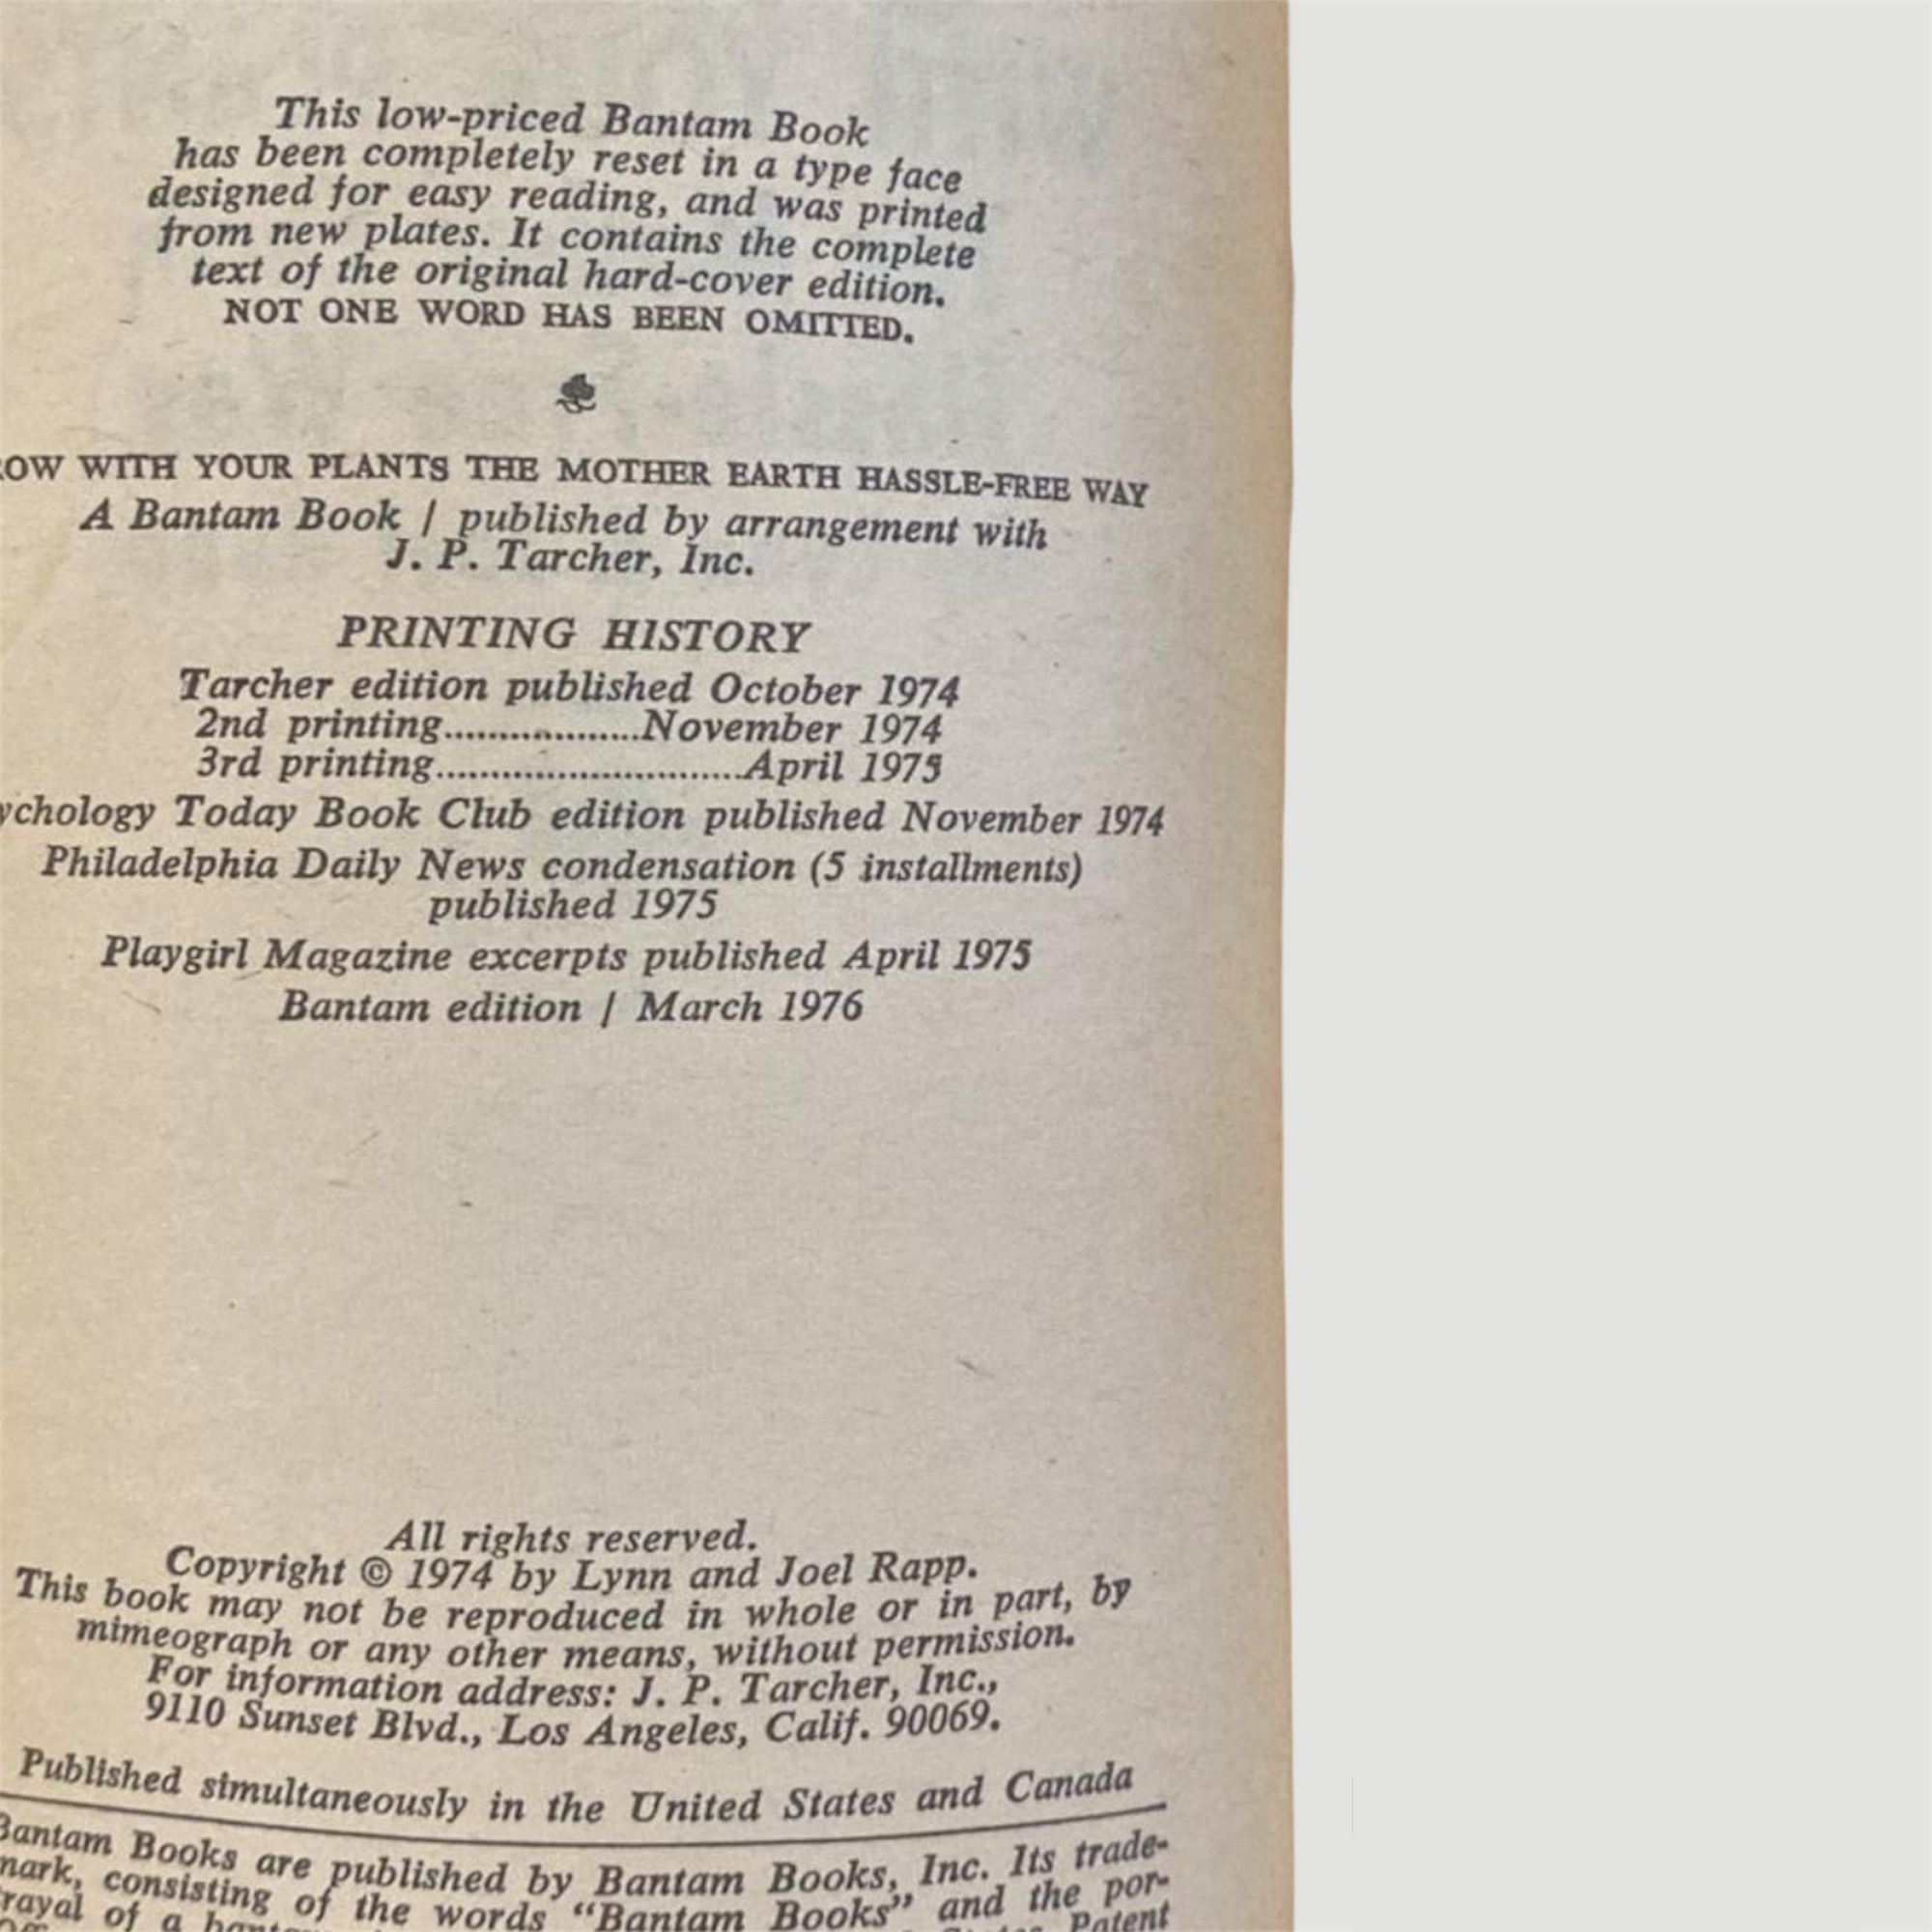 This low-priced Bantam Book
has been completely reset in a type face
designed for easy reading, and was printed
from new plates. It contains the complete
text of the original hard-cover edition.
NOT ONE WORD HAS BEEN OMITTED.
ROW WITH YOUR PLANTS THE MOTHER EARTH HASSLE-FREE WAY
A Bantam Book / published by arrangement with
J. P. Tarcher, Inc.
PRINTING HISTORY
Tarcher edition published October 1974
2nd printing..................November 1974
3rd printing............................April 1975
ychology Today Book Club edition published November 1974
Philadelphia Daily News condensation (5 installments)
published 1975
Playgirl Magazine excerpts published April 1975
Bantam edition / March 1976
All rights reserved.
Copyright © 1974 by Lynn and Joel Rapp.
This book may not be reproduced in whole or in part, by
mimeograph or any other means, without permission.
For information address: J. P. Tarcher, Inc.,
9110 Sunset Blvd., Los Angeles, Calif. 90069.
Published simultaneously in the United States and Canada
Bantam Books are published by Bantam Books, Inc. Its trade-
mark, consisting of the words “Bantam Books” and the por-
rayal of a
Patent